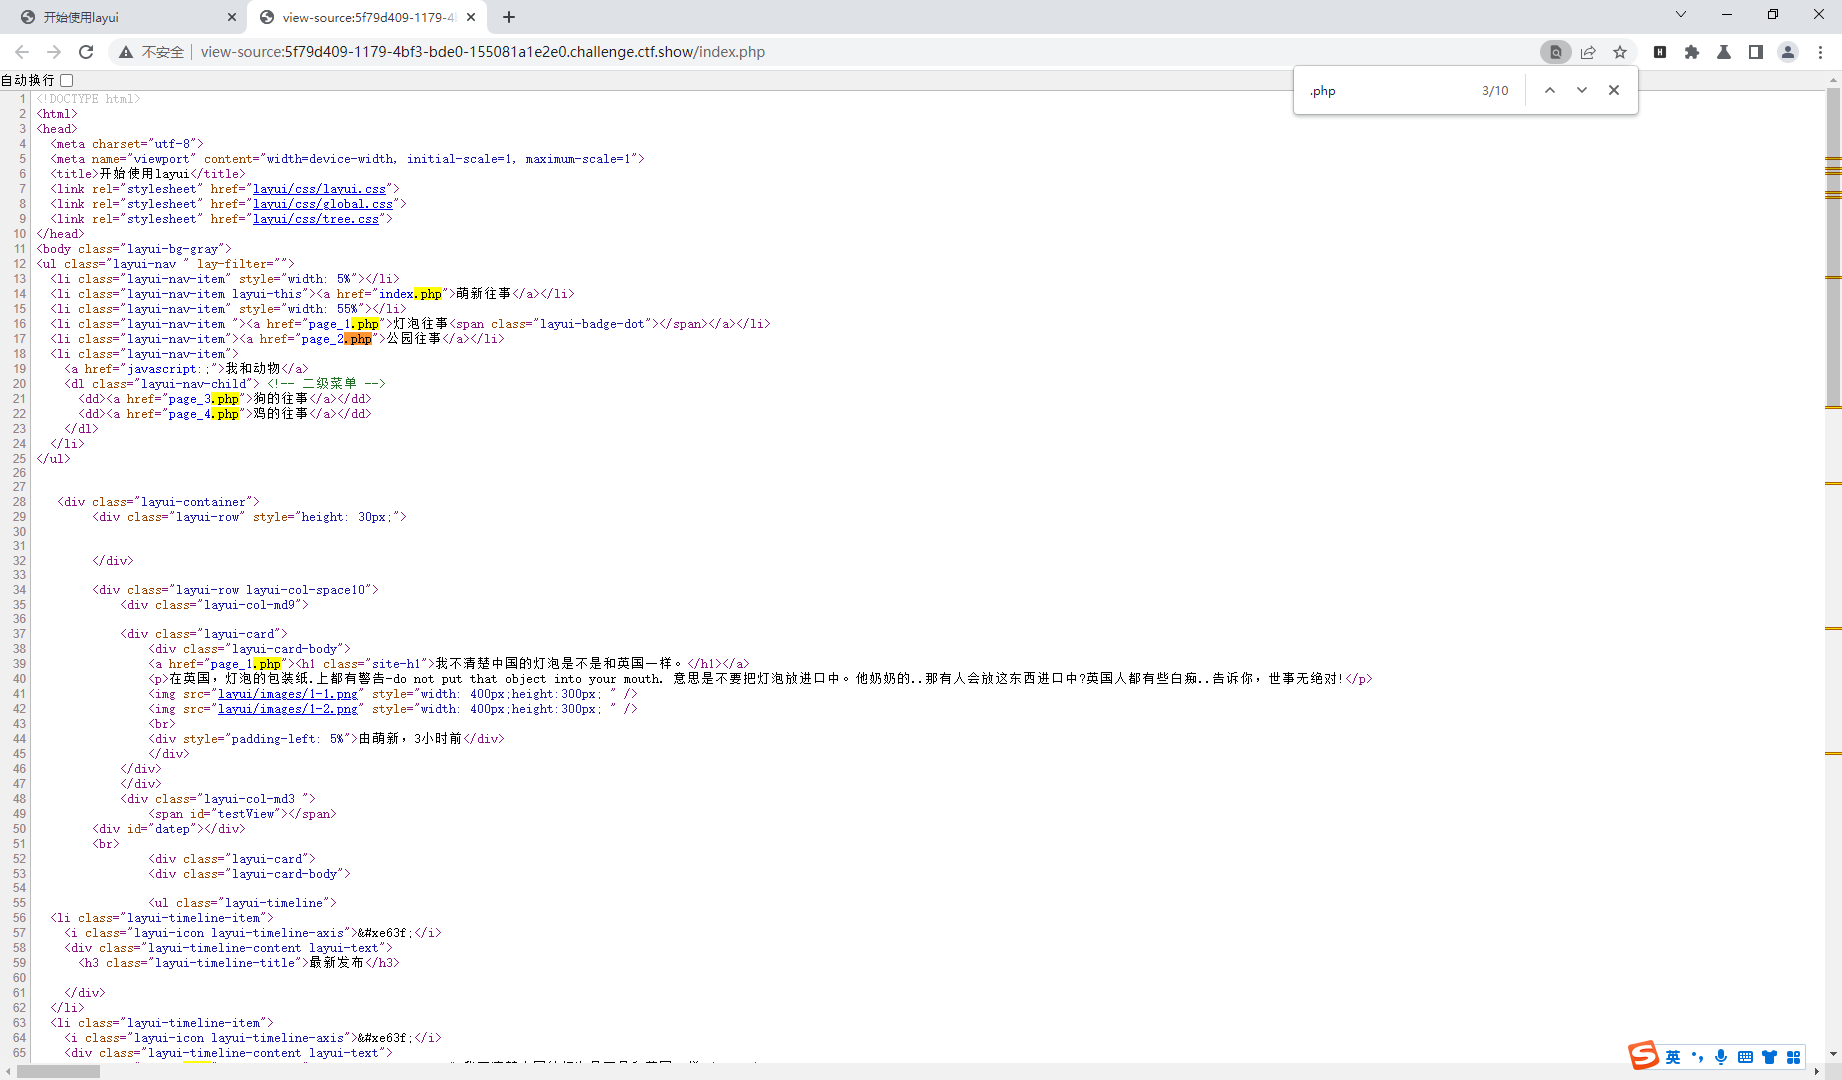 开始使用layui
view-source:5f79d409-1179-4b
不安全
view-source:5f79d409-1179-4bf3-bde0-155081a1e2e0.challenge.ctf.show/index.php
.php
3/10
自动换行
1 <!DOCTYPE html>
2 <html>
3 <head>
4 <meta charset="utf-8">
5 <meta name="viewport" content="width=device-width, initial-scale=1, maximum-scale=1">
6 <title>开始使用layui</title>
7 <link rel="stylesheet" href="layui/css/layui.css">
8 <link rel="stylesheet" href="layui/css/global.css">
9 <link rel="stylesheet" href="layui/css/tree.css">
10 </head>
11 <body class="layui-bg-gray">
12 <ul class="layui-nav " lay-filter="">
13 <li class="layui-nav-item" style="width: 5%"></li>
14 <li class="layui-nav-item layui-this"><a href="index.php">萌新往事</a></li>
15 <li class="layui-nav-item" style="width: 55%"></li>
16 <li class="layui-nav-item "><a href="page_1.php">灯泡往事<span class="layui-badge-dot"></span></a></li>
17 <li class="layui-nav-item"><a href="page_2.php">公园往事</a></li>
18 <li class="layui-nav-item">
19 <a href="javascript:;">我和动物</a>
20 <dl class="layui-nav-child"> <!-- 二级菜单 -->
21 <dd><a href="page_3.php">狗的往事</a></dd>
22 <dd><a href="page_4.php">鸡的往事</a></dd>
23 </dl>
24 </li>
25 </ul>
26
27
28 <div class="layui-container">
29 <div class="layui-row" style="height: 30px;">
30
31
32 </div>
33
34 <div class="layui-row layui-col-space10">
35 <div class="layui-col-md9">
36
37 <div class="layui-card">
38 <div class="layui-card-body">
39 <a href="page_1.php"><h1 class="site-h1">我不清楚中国的灯泡是不是和英国一样。</h1></a>
40 <p>在英国，灯泡的包装纸.上都有警告-do not put that object into your mouth. 意思是不要把灯泡放进口中。他奶奶的..那有人会放这东西进口中?英国人都有些白痴..告诉你，世事无绝对!</p>
41 <img src="layui/images/1-1.png" style="width: 400px;height:300px; " />
42 <img src="layui/images/1-2.png" style="width: 400px;height:300px; " />
43 <br>
44 <div style="padding-left: 5%">由萌新，3小时前</div>
45 </div>
46 </div>
47 </div>
48 <div class="layui-col-md3 ">
49 <span id="testView"></span>
50 <div id="datep"></div>
51 <br>
52 <div class="layui-card">
53 <div class="layui-card-body">
54
55 <ul class="layui-timeline">
56 <li class="layui-timeline-item">
57 <i class="layui-icon layui-timeline-axis">&#xe63f;</i>
58 <div class="layui-timeline-content layui-text">
59 <h3 class="layui-timeline-title">最新发布</h3>
60
61 </div>
62 </li>
63 <li class="layui-timeline-item">
64 <i class="layui-icon layui-timeline-axis">&#xe63f;</i>
65 <div class="layui-timeline-content layui-text">
英